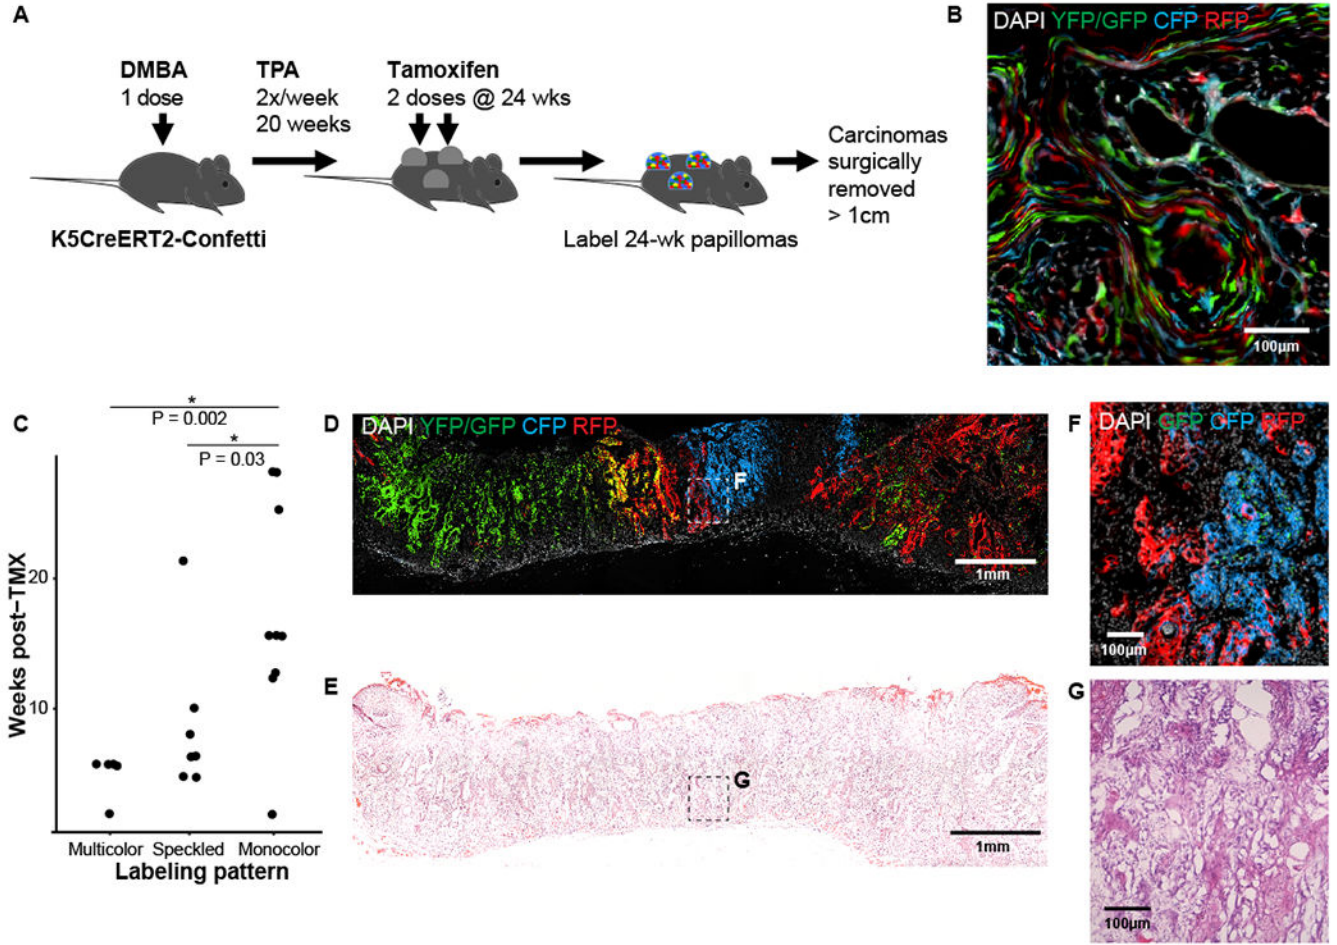 A
DMBA
1 dose
TPA
2x/week
20 weeks
Tamoxifen
2 doses @ 24 wks
Carcinomas
surgically
removed
> 1cm
K5CreERT2-Confetti
Label 24-wk papillomas
B
DAPI YFP/GFP CFP RFP
100µm
C
*
P = 0.002
*
P = 0.03
Weeks post−TMX
20
10
Multicolor Speckled Monocolor
Labeling pattern
D
DAPI YFP/GFP CFP RFP
F
1mm
E
G
1mm
F
DAPI GFP CFP RFP
100µm
G
100µm